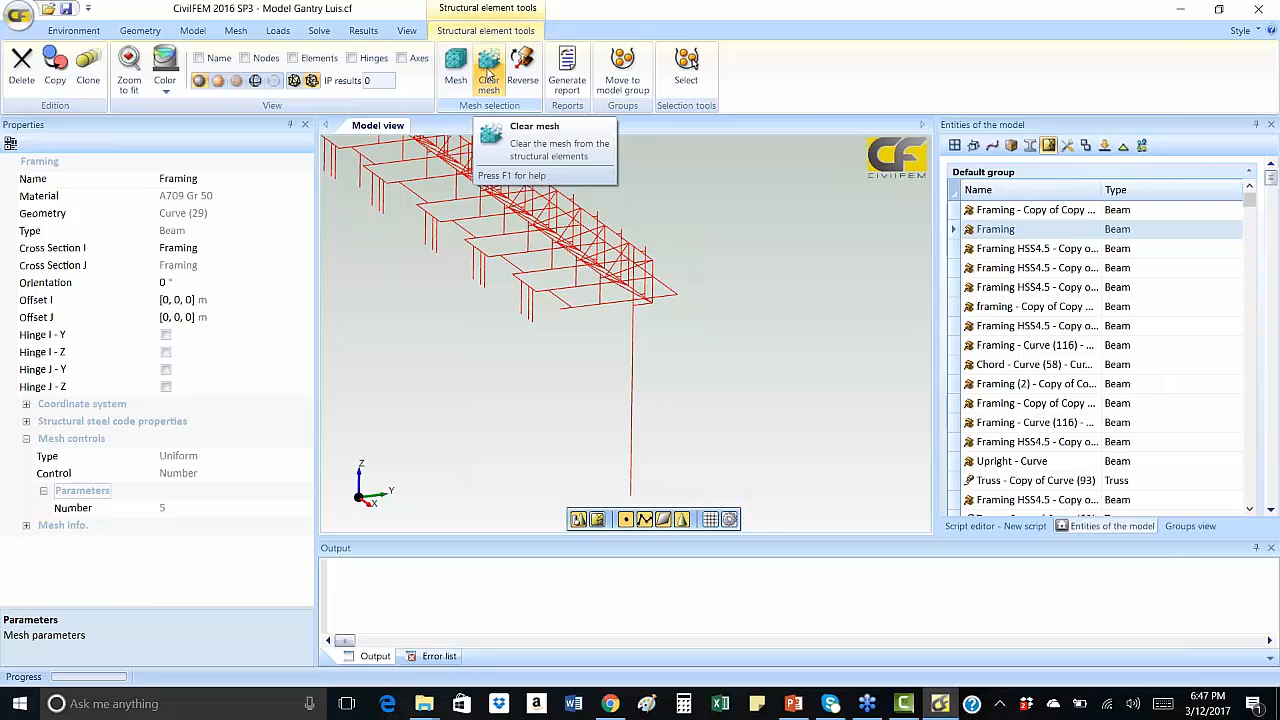 CivilFEM 2016 SP3 - Model Gantry Luis.cf
Structural element tools
Environment
Geometry
Model
Mesh
Loads
Solve
Results
View
Structural element tools
Style
Delete
Copy
Clone
Edition
Zoom to fit
Color
Name
Nodes
Elements
Hinges
Axes
IP results 0
View
Mesh
Clear mesh
Reverse
Mesh selection
Generate report
Reports
Move to model group
Groups
Select
Selection tools
Clear mesh
Clear the mesh from the
structural elements
Press F1 for help
Properties
Framing
Name Framing
Material A709 Gr 50
Geometry Curve (29)
Type Beam
Cross Section I Framing
Cross Section J Framing
Orientation 0 °
Offset I [0, 0, 0] m
Offset J [0, 0, 0] m
Hinge I - Y
Hinge I - Z
Hinge J - Y
Hinge J - Z
Coordinate system
Structural steel code properties
Mesh controls
Type Uniform
Control Number
Parameters
Number 5
Mesh info.
Parameters
Mesh parameters
Model view
CIVILFEM
Z
Y
X
Entities of the model
Default group
Name Type
Framing - Copy of Copy ... Beam
Framing Beam
Framing HSS4.5 - Copy o... Beam
Framing HSS4.5 - Copy o... Beam
Framing HSS4.5 - Copy o... Beam
framing - Copy of Copy ... Beam
Framing HSS4.5 - Copy o... Beam
Framing - Curve (116) - ... Beam
Chord - Curve (58) - Cur... Beam
Framing (2) - Copy of Co... Beam
Framing - Copy of Copy ... Beam
Framing - Curve (116) - ... Beam
Framing HSS4.5 - Copy o... Beam
Upright - Curve Beam
Truss - Copy of Curve (93) Truss
Framing HSS4.5 - Copy o... Beam
Script editor - New script
Entities of the model
Groups view
Output
Output
Error list
Progress
Ask me anything
6:47 PM
3/12/2017